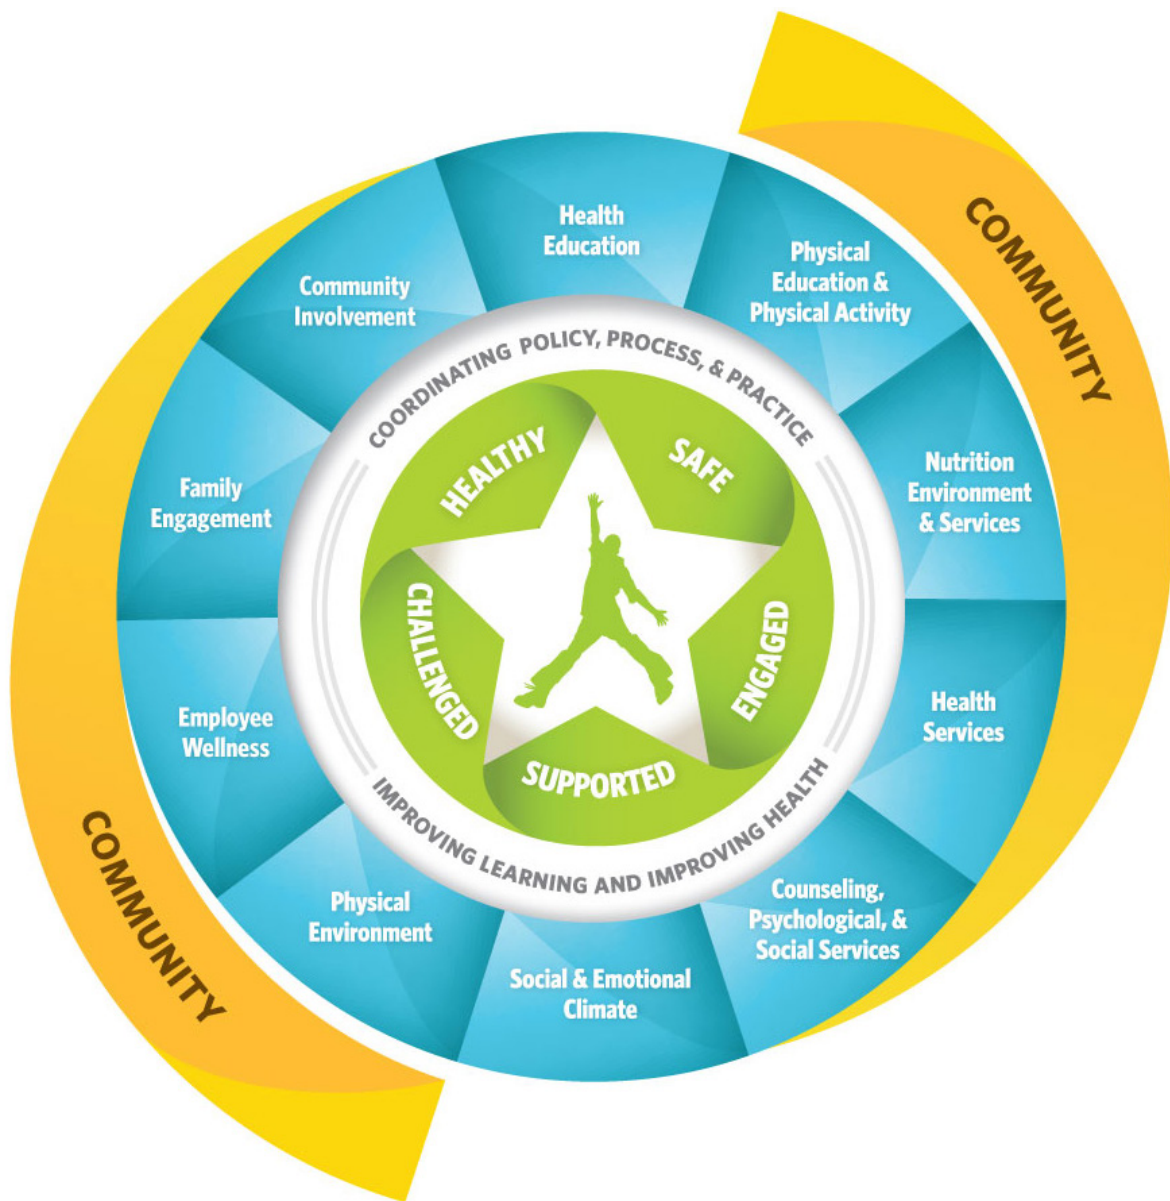 COMMUNITY
Health
Education
Physical
Education &
Physical Activity
Nutrition
Environment
& Services
Health
Services
Counseling,
Psychological, &
Social Services
Social & Emotional
Climate
Physical
Environment
Employee
Wellness
Family
Engagement
Community
Involvement
COORDINATING POLICY, PROCESS, & PRACTICE
IMPROVING LEARNING AND IMPROVING HEALTH
HEALTHY
SAFE
ENGAGED
SUPPORTED
CHALLENGED
COMMUNITY